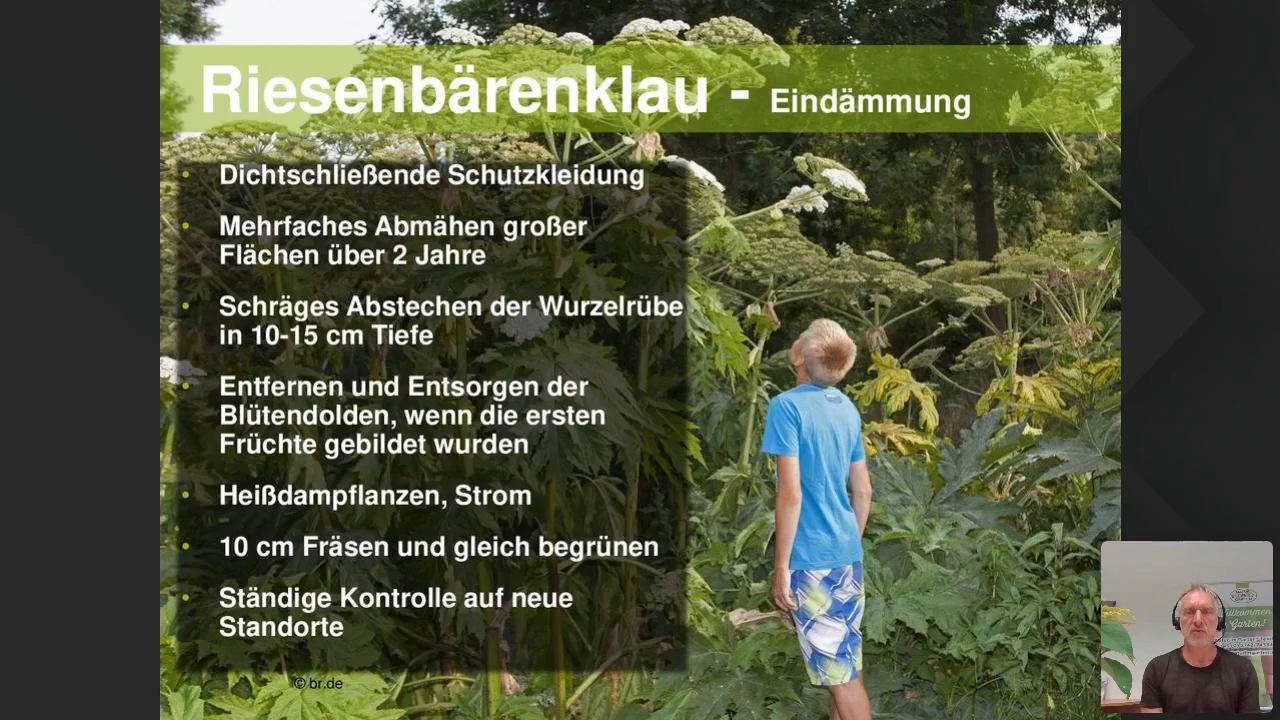 Riesenbärenklau - Eindämmung
Dichtschließende Schutzkleidung
Mehrfaches Abmähen großer
Flächen über 2 Jahre
Schräges Abstechen der Wurzelrübe
in 10-15 cm Tiefe
Entfernen und Entsorgen der
Blütendolden, wenn die ersten
Früchte gebildet wurden
Heißdampflanzen, Strom
10 cm Fräsen und gleich begrünen
Ständige Kontrolle auf neue
Standorte
© br.de
Garten!